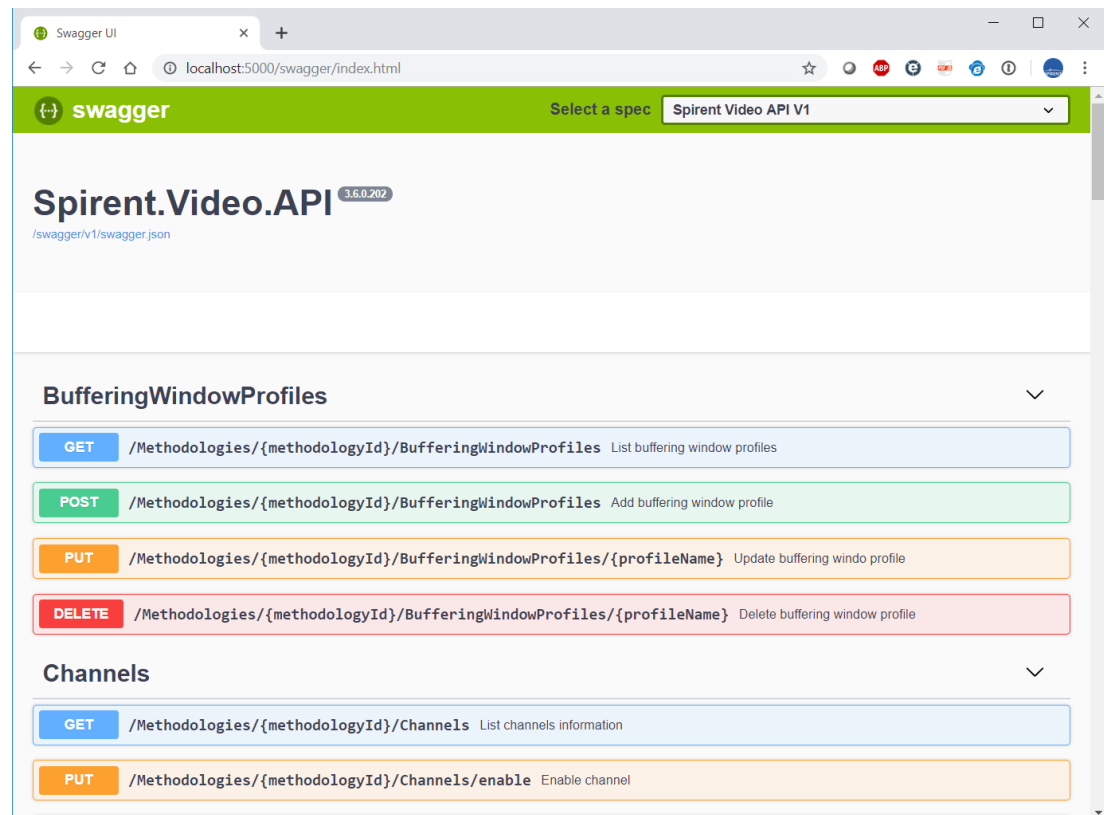 Swagger UI
localhost:5000/swagger/index.html
ABP
swagger
Select a spec
Spirent Video API V1
Spirent.Video.API 3.6.0.202
/swagger/v1/swagger.json
BufferingWindowProfiles
GET /Methodologies/{methodologyId}/BufferingWindowProfiles List buffering window profiles
POST /Methodologies/{methodologyId}/BufferingWindowProfiles Add buffering window profile
PUT /Methodologies/{methodologyId}/BufferingWindowProfiles/{profileName} Update buffering windo profile
DELETE /Methodologies/{methodologyId}/BufferingWindowProfiles/{profileName} Delete buffering window profile
Channels
GET /Methodologies/{methodologyId}/Channels List channels information
PUT /Methodologies/{methodologyId}/Channels/enable Enable channel